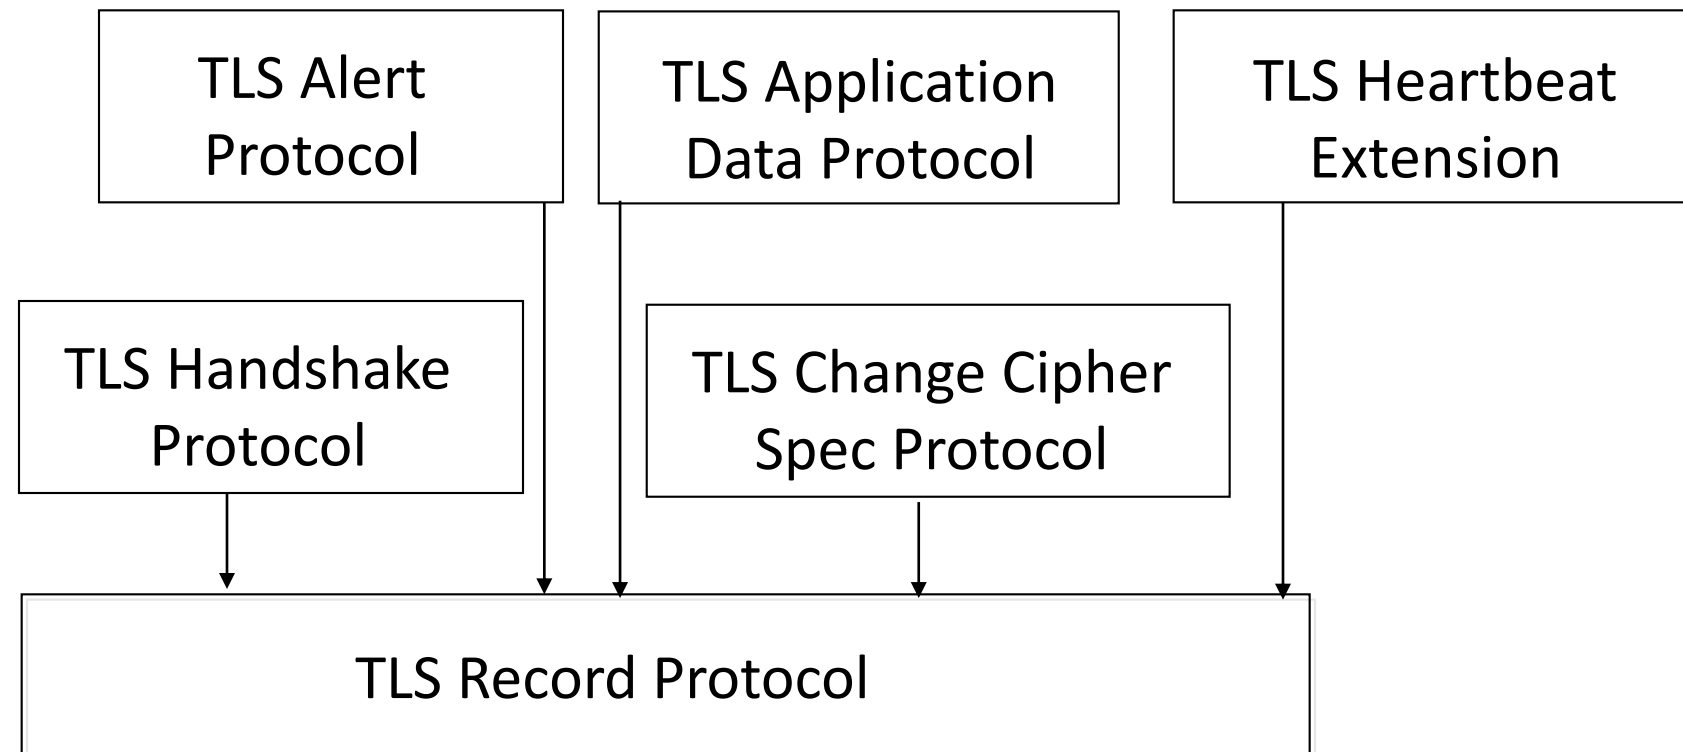 TLS Alert
Protocol
TLS Application
Data Protocol
TLS Heartbeat
Extension
TLS Handshake
Protocol
TLS Change Cipher
Spec Protocol
TLS Record Protocol